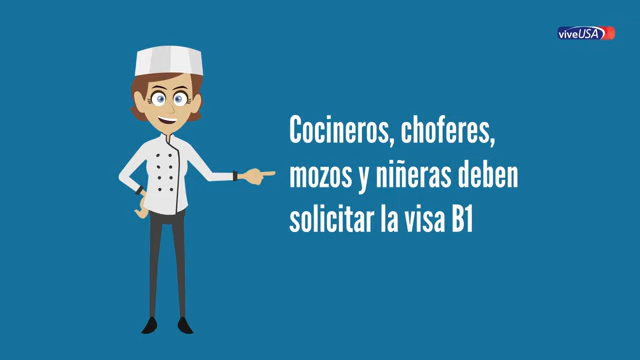 viveUSA
Cocineros, choferes,
mozos y niñeras deben
solicitar la visa B1